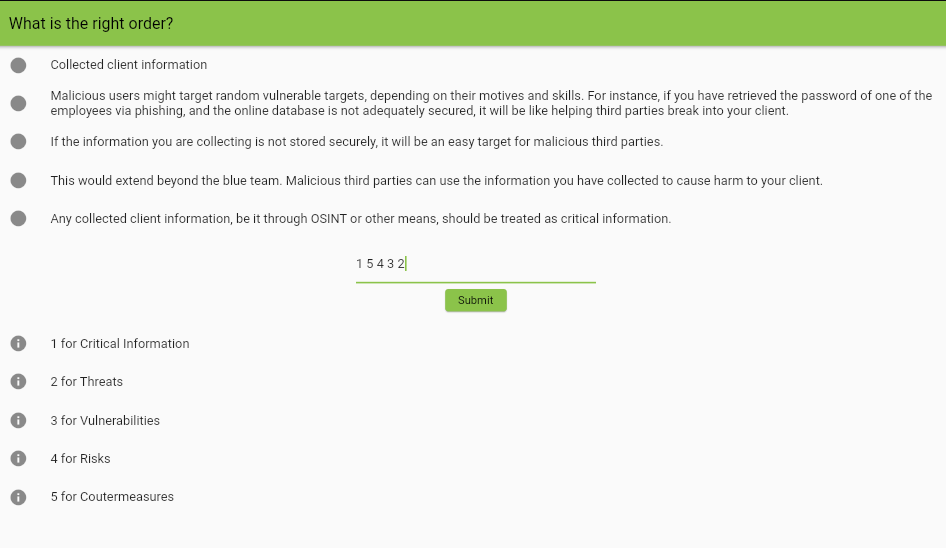 What is the right order?
Collected client information
Malicious users might target random vulnerable targets, depending on their motives and skills. For instance, if you have retrieved the password of one of the
employees via phishing, and the online database is not adequately secured, it will be like helping third parties break into your client.
If the information you are collecting is not stored securely, it will be an easy target for malicious third parties.
This would extend beyond the blue team. Malicious third parties can use the information you have collected to cause harm to your client.
Any collected client information, be it through OSINT or other means, should be treated as critical information.
1 5 4 3 2
Submit
1 for Critical Information
2 for Threats
3 for Vulnerabilities
4 for Risks
5 for Coutermeasures